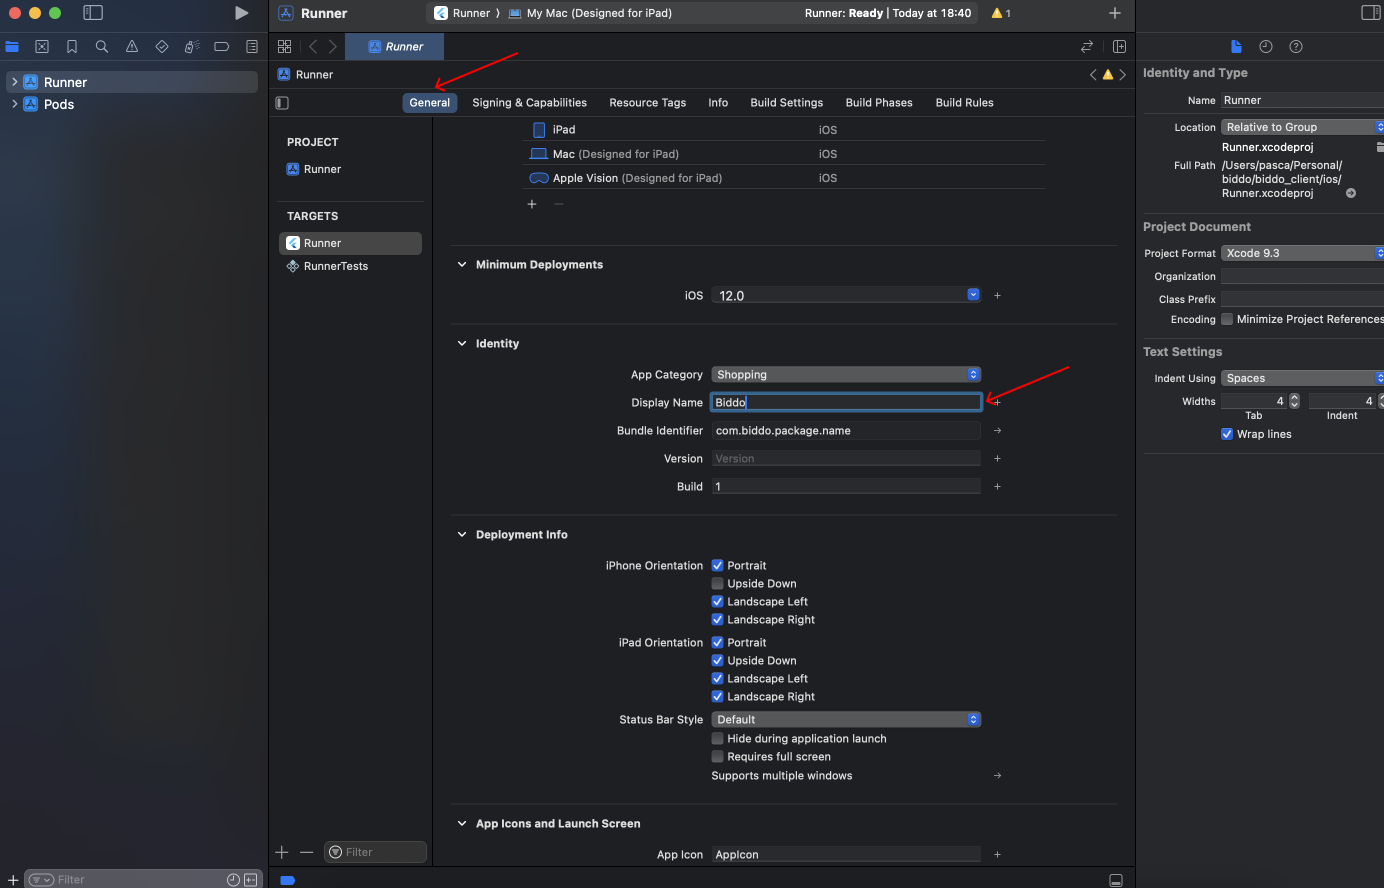 Runner
Runner 〉 My Mac (Designed for iPad)
Runner: Ready | Today at 18:40
1
Runner
Runner
Pods
Runner
General
Signing & Capabilities
Resource Tags
Info
Build Settings
Build Phases
Build Rules
PROJECT
Runner
TARGETS
Runner
RunnerTests
Filter
Filter
iPad iOS
Mac (Designed for iPad) iOS
Apple Vision (Designed for iPad) iOS
Minimum Deployments
iOS 12.0
Identity
App Category Shopping
Display Name Biddo
Bundle Identifier com.biddo.package.name
Version Version
Build 1
Deployment Info
iPhone Orientation Portrait
Upside Down
Landscape Left
Landscape Right
iPad Orientation Portrait
Upside Down
Landscape Left
Landscape Right
Status Bar Style Default
Hide during application launch
Requires full screen
Supports multiple windows
App Icons and Launch Screen
App Icon AppIcon
Identity and Type
Name Runner
Location Relative to Group
Runner.xcodeproj
Full Path /Users/pasca/Personal/
biddo/biddo_client/ios/
Runner.xcodeproj
Project Document
Project Format Xcode 9.3
Organization
Class Prefix
Encoding Minimize Project References
Text Settings
Indent Using Spaces
Widths 4 4
Tab Indent
Wrap lines